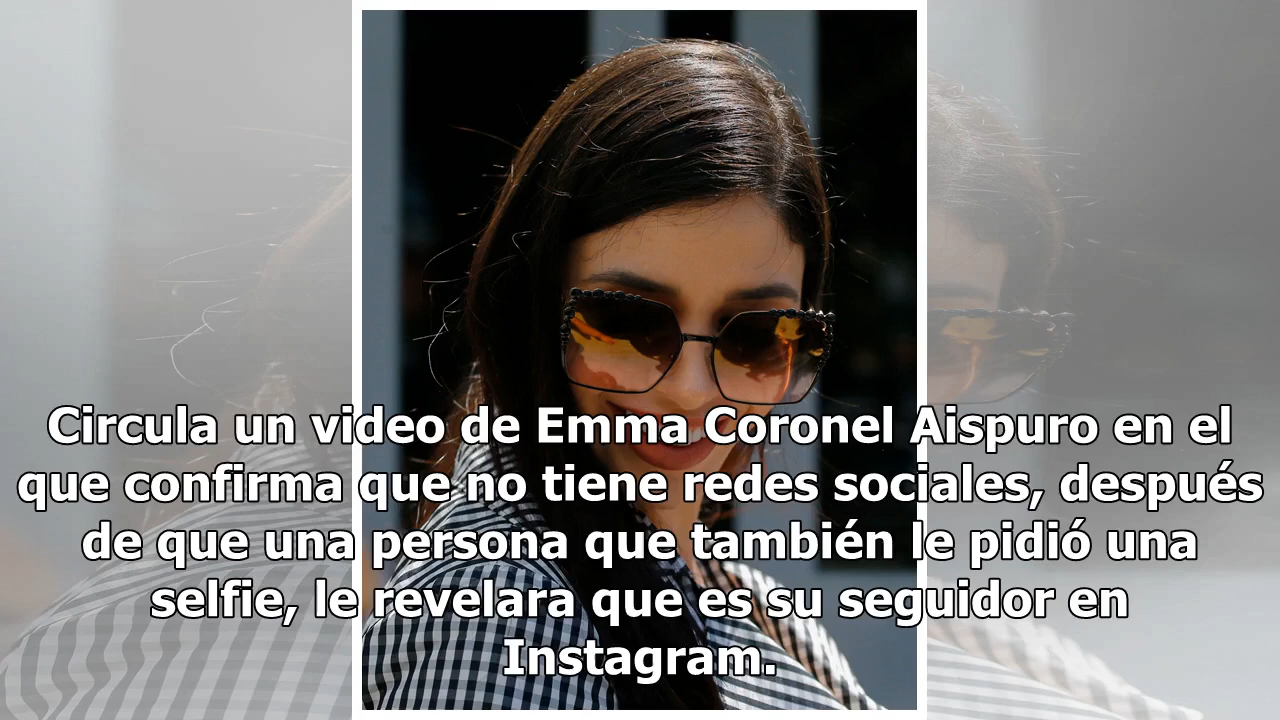 Circula un video de Emma Coronel Aispuro en el
que confirma que no tiene redes sociales, después
de que una persona que también le pidió una
selfie, le revelara que es su seguidor en
Instagram.